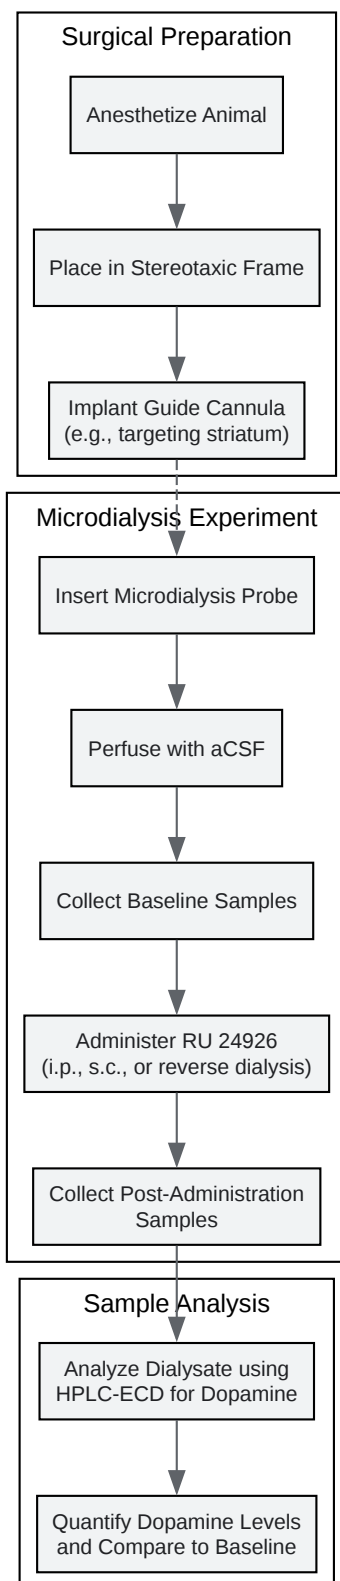 Surgical Preparation
Anesthetize Animal
Place in Stereotaxic Frame
Implant Guide Cannula
(e.g., targeting striatum)
Microdialysis Experiment
Insert Microdialysis Probe
Perfuse with aCSF
Collect Baseline Samples
Administer RU 24926
(i.p., s.c., or reverse dialysis)
Collect Post-Administration
Samples
Sample Analysis
Analyze Dialysate using
HPLC-ECD for Dopamine
Quantify Dopamine Levels
and Compare to Baseline